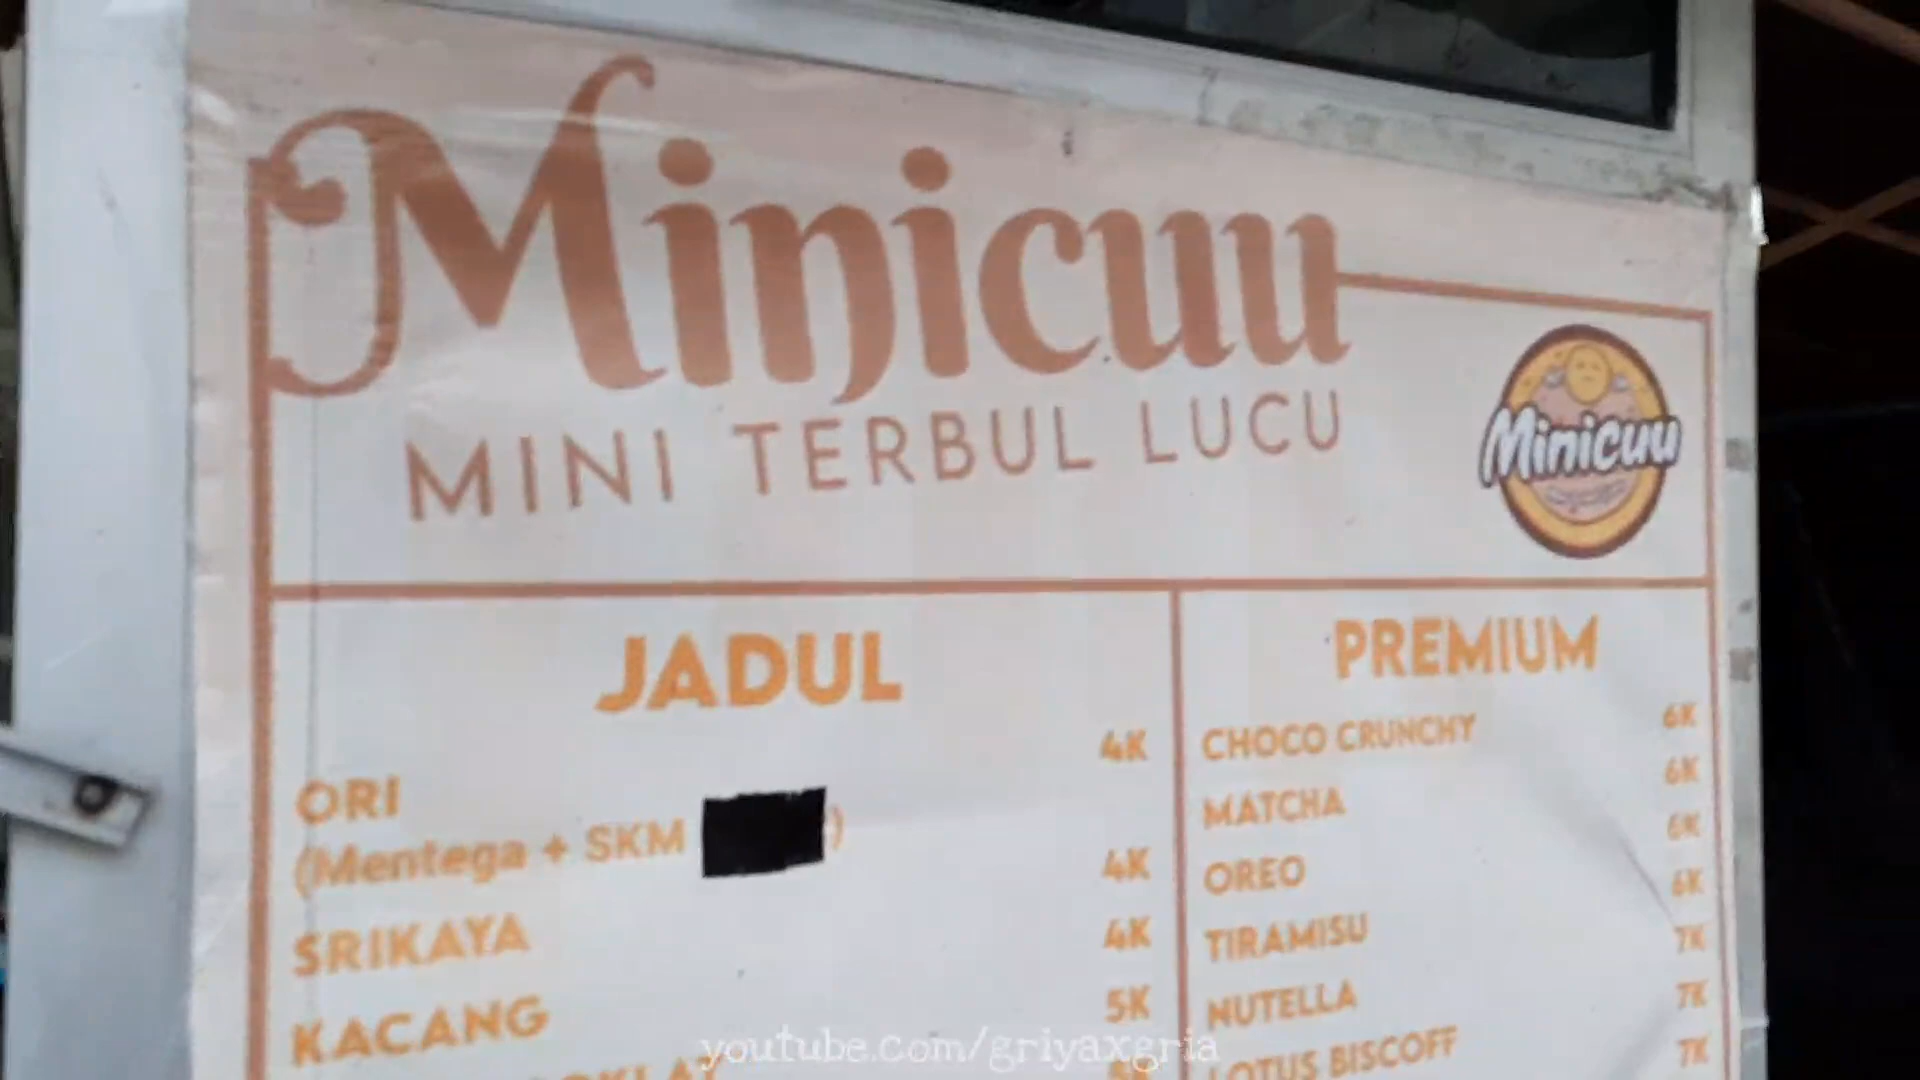 Minicuu
MINI TERBUL LUCU
Minicuu
JADUL
4K
ORI
(Mentega + SKM )
4K
SRIKAYA
4K
KACANG
5K
PREMIUM
CHOCO CRUNCHY 6K
MATCHA 6K
OREO 6K
TIRAMISU 6K
NUTELLA 7K
LOTUS BISCOFF 7K
7K
youtube.com/griyaxgria